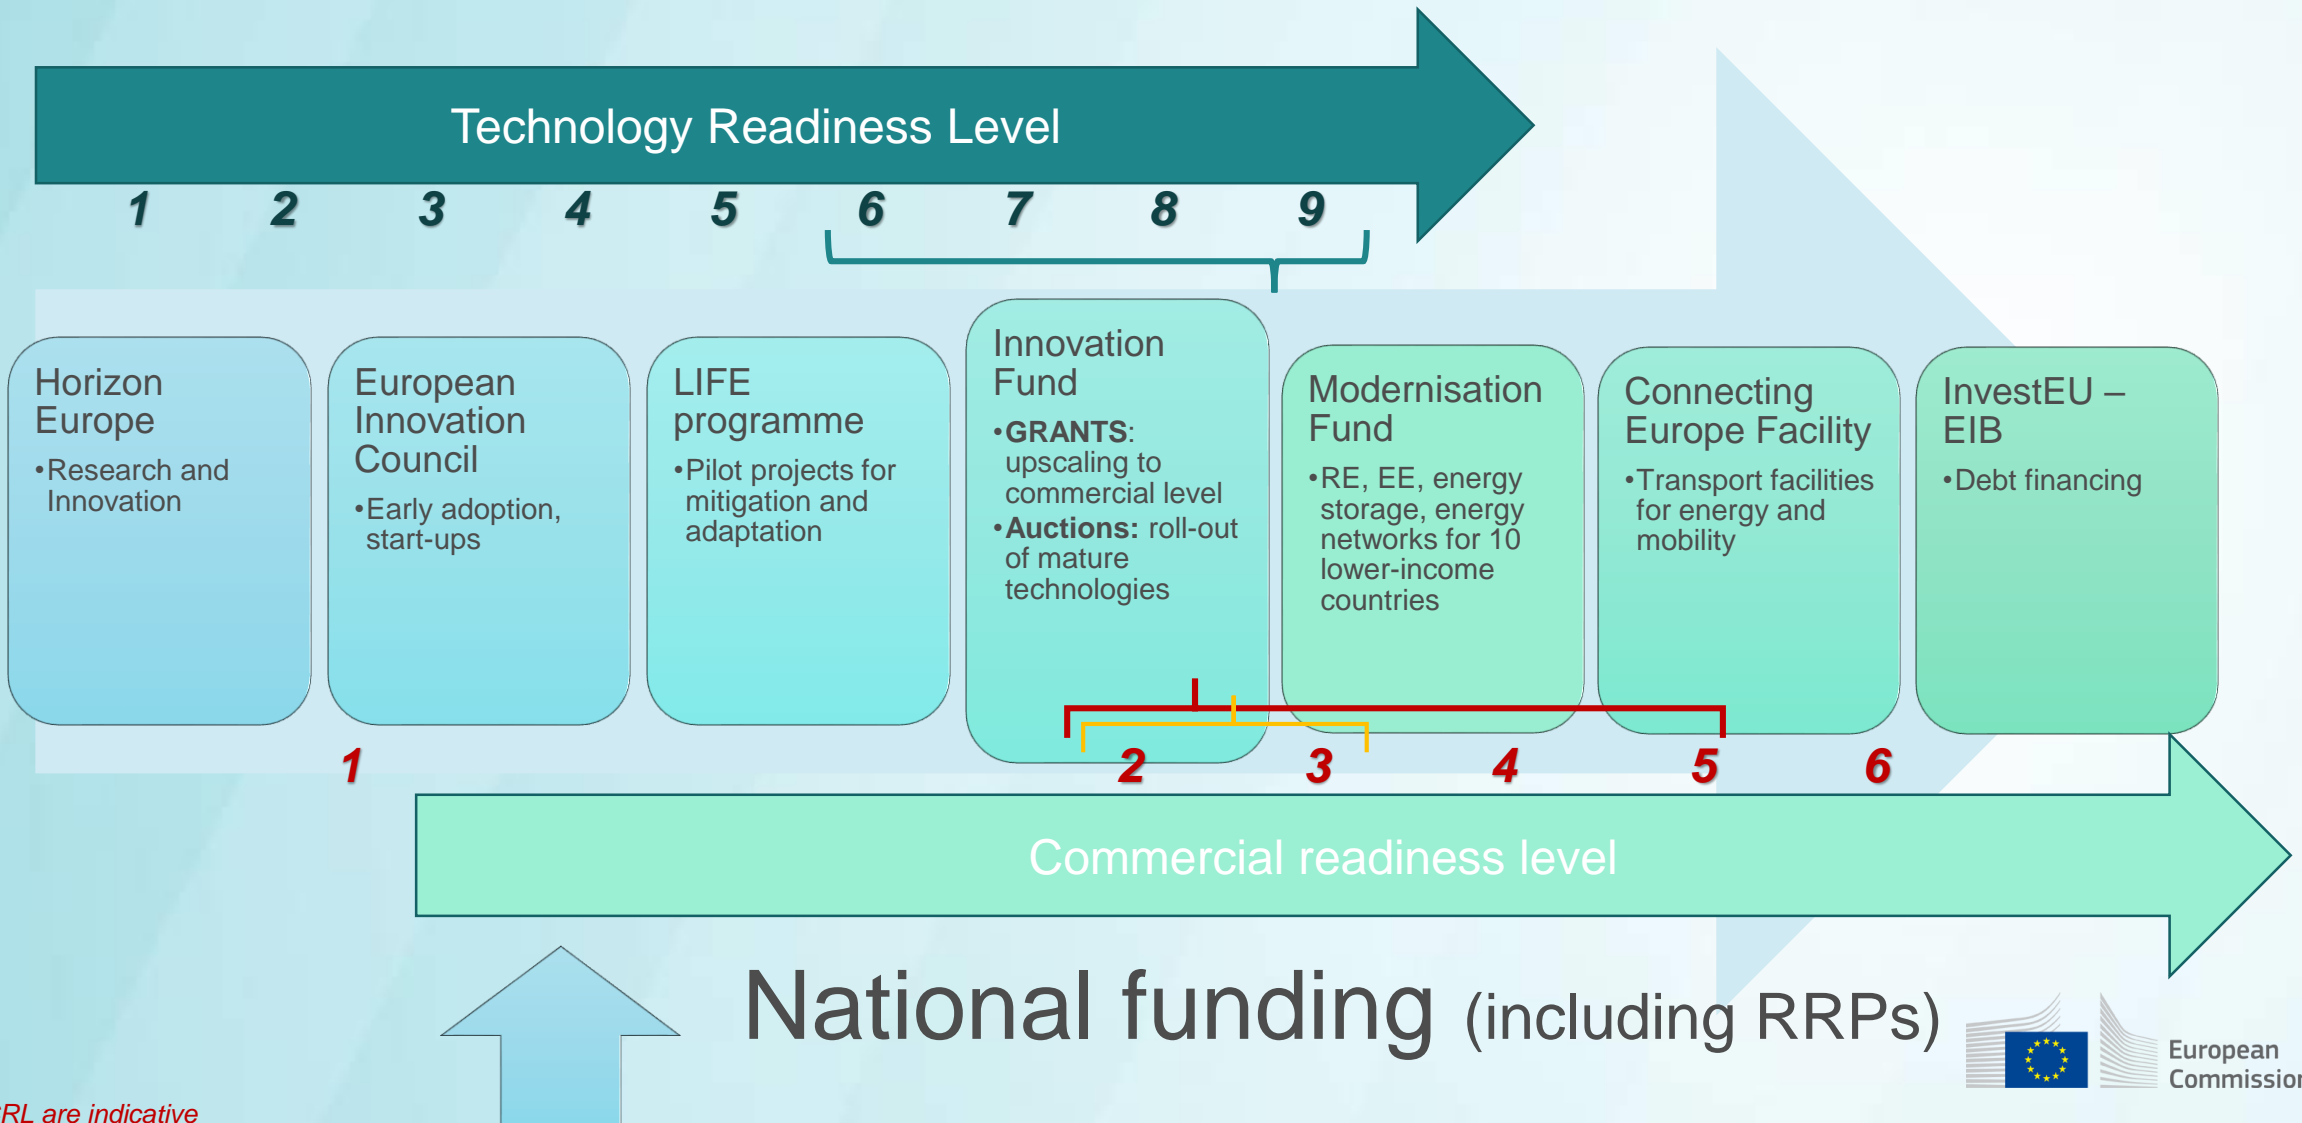 Technology Readiness Level
1 2 3 4 5 6 7 8 9
Horizon
Europe
•Research and
Innovation
European
Innovation
Council
•Early adoption,
start-ups
LIFE
programme
•Pilot projects for
mitigation and
adaptation
Innovation
Fund
•GRANTS:
upscaling to
commercial level
•Auctions: roll-out
of mature
technologies
Modernisation
Fund
•RE, EE, energy
storage, energy
networks for 10
lower-income
countries
Connecting
Europe Facility
•Transport facilities
for energy and
mobility
InvestEU –
EIB
•Debt financing
1 2 3 4 5 6
Commercial readiness level
National funding (including RRPs)
European
Commission
RL are indicative